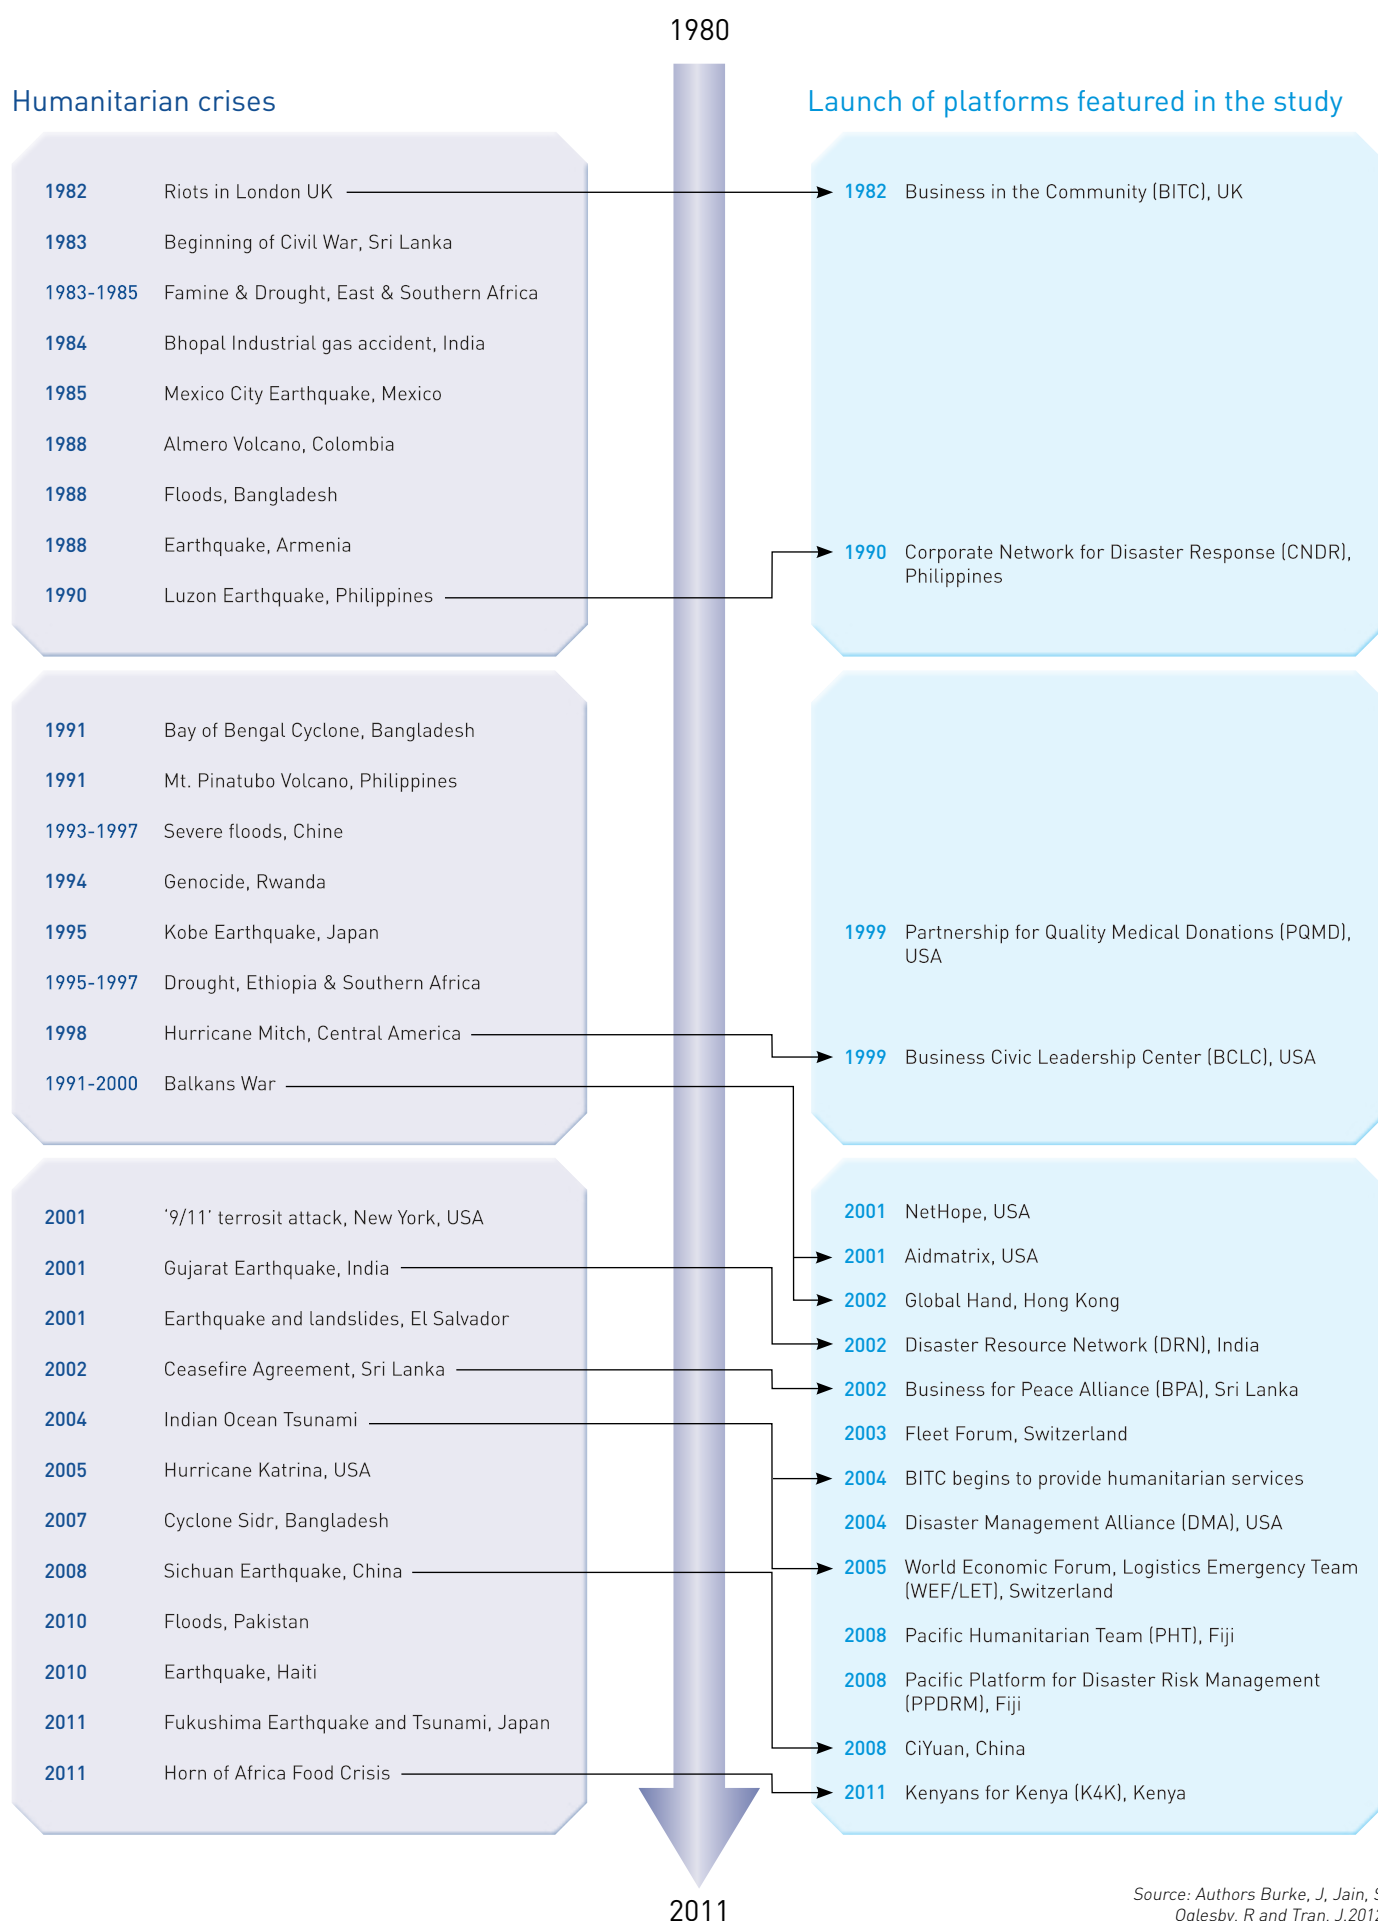 1980
Humanitarian crises
1982 Riots in London UK
1983 Beginning of Civil War, Sri Lanka
1983-1985 Famine & Drought, East & Southern Africa
1984 Bhopal Industrial gas accident, India
1985 Mexico City Earthquake, Mexico
1988 Almero Volcano, Colombia
1988 Floods, Bangladesh
1988 Earthquake, Armenia
1990 Luzon Earthquake, Philippines
1991 Bay of Bengal Cyclone, Bangladesh
1991 Mt. Pinatubo Volcano, Philippines
1993-1997 Severe floods, Chine
1994 Genocide, Rwanda
1995 Kobe Earthquake, Japan
1995-1997 Drought, Ethiopia & Southern Africa
1998 Hurricane Mitch, Central America
1991-2000 Balkans War
2001 ‘9/11’ terrosit attack, New York, USA
2001 Gujarat Earthquake, India
2001 Earthquake and landslides, El Salvador
2002 Ceasefire Agreement, Sri Lanka
2004 Indian Ocean Tsunami
2005 Hurricane Katrina, USA
2007 Cyclone Sidr, Bangladesh
2008 Sichuan Earthquake, China
2010 Floods, Pakistan
2010 Earthquake, Haiti
2011 Fukushima Earthquake and Tsunami, Japan
2011 Horn of Africa Food Crisis
Launch of platforms featured in the study
1982 Business in the Community (BITC), UK
1990 Corporate Network for Disaster Response (CNDR),
Philippines
1999 Partnership for Quality Medical Donations (PQMD),
USA
1999 Business Civic Leadership Center (BCLC), USA
2001 NetHope, USA
2001 Aidmatrix, USA
2002 Global Hand, Hong Kong
2002 Disaster Resource Network (DRN), India
2002 Business for Peace Alliance (BPA), Sri Lanka
2003 Fleet Forum, Switzerland
2004 BITC begins to provide humanitarian services
2004 Disaster Management Alliance (DMA), USA
2005 World Economic Forum, Logistics Emergency Team
(WEF/LET), Switzerland
2008 Pacific Humanitarian Team (PHT), Fiji
2008 Pacific Platform for Disaster Risk Management
(PPDRM), Fiji
2008 CiYuan, China
2011 Kenyans for Kenya (K4K), Kenya
2011
Source: Authors Burke, J, Jain, S
Oglesby, R and Tran, J.2012